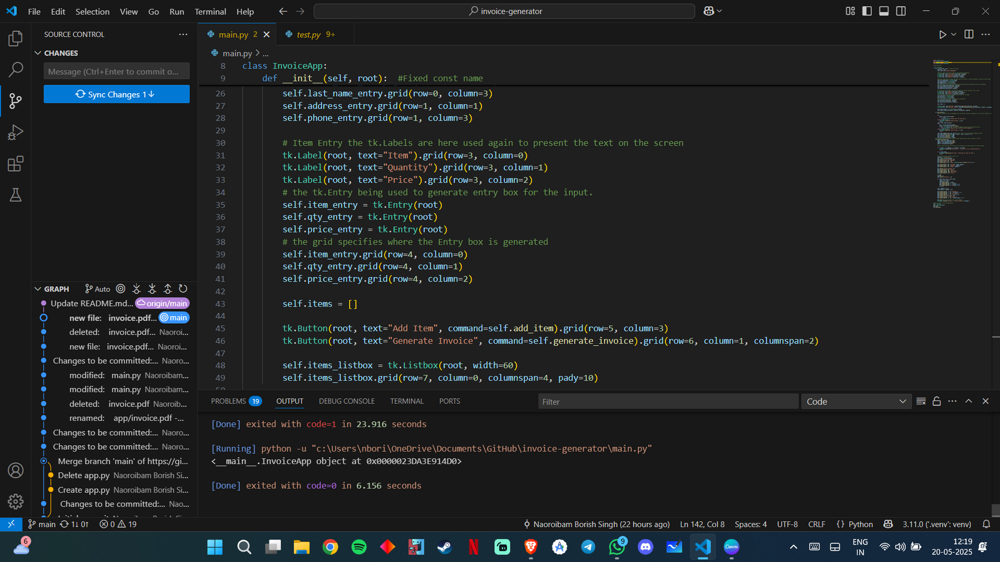 File Edit Selection View Go Run Terminal Help
invoice-generator
SOURCE CONTROL
CHANGES
Message (Ctrl+Enter to commit o...
Sync Changes 1↓
main.py 2
test.py 9+
main.py > ...
8 class InvoiceApp:
9 def __init__(self, root): #Fixed const name
26 self.last_name_entry.grid(row=0, column=3)
27 self.address_entry.grid(row=1, column=1)
28 self.phone_entry.grid(row=1, column=3)
29
30 # Item Entry the tk.Labels are here used again to present the text on the screen
31 tk.Label(root, text="Item").grid(row=3, column=0)
32 tk.Label(root, text="Quantity").grid(row=3, column=1)
33 tk.Label(root, text="Price").grid(row=3, column=2)
34 # the tk.Entry being used to generate entry box for the input.
35 self.item_entry = tk.Entry(root)
36 self.qty_entry = tk.Entry(root)
37 self.price_entry = tk.Entry(root)
38 # the grid specifies where the Entry box is generated
39 self.item_entry.grid(row=4, column=0)
40 self.qty_entry.grid(row=4, column=1)
41 self.price_entry.grid(row=4, column=2)
42
43 self.items = []
44
45 tk.Button(root, text="Add Item", command=self.add_item).grid(row=5, column=3)
46 tk.Button(root, text="Generate Invoice", command=self.generate_invoice).grid(row=6, column=1, columnspan=2)
47
48 self.items_listbox = tk.Listbox(root, width=60)
49 self.items_listbox.grid(row=7, column=0, columnspan=4, pady=10)
GRAPH Auto
Update README.md... origin/main
new file: invoice.pdf... main
deleted: invoice.pdf... Naoroi...
new file: invoice.pdf... Naoroi...
Changes to be committed:... Naoro...
modified: main.py Naoroibam...
modified: main.py Naoroibam...
deleted: invoice.pdf Naoroib...
renamed: app/invoice.pdf -...
Changes to be committed:... Naoro...
Changes to be committed:... Naoro...
Merge branch 'main' of https://gi...
Delete app.py Naoroibam Borish Si...
Create app.py Naoroibam Borish Si...
Changes to be committed:... Nao...
PROBLEMS 19 OUTPUT DEBUG CONSOLE TERMINAL PORTS
Filter
Code
[Done] exited with code=1 in 23.916 seconds
[Running] python -u "c:\Users\nbori\OneDrive\Documents\GitHub\invoice-generator\main.py"
<__main__.InvoiceApp object at 0x0000023DA3E914D0>
[Done] exited with code=0 in 6.156 seconds
main 1↓ 0↑ 0 19
Naoroibam Borish Singh (22 hours ago) Ln 142, Col 8 Spaces: 4 UTF-8 CRLF {} Python 3.11.0 ('.venv': venv)
6
9
Canva
ENG
IN
12:19
20-05-2025